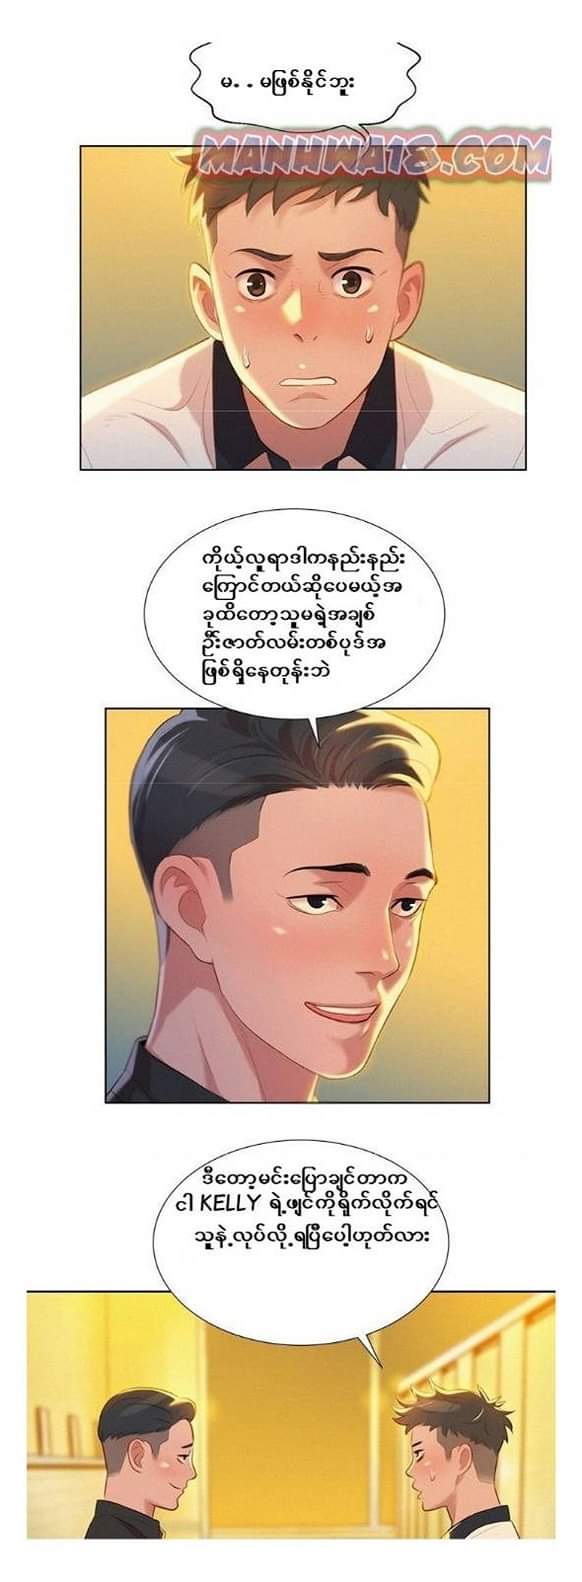 မ. . မဖြစ်နိုင်ဘူး
MANHWA18.COM
ကိုယ့်လူရာဒါကနည်းနည်း
ကြောင်တယ်ဆိုပေမယ့်အ
ခုထိတော့သူမရဲ့အချစ်
ဦးဇာတ်လမ်းတစ်ပုဒ်အ
ဖြစ်ရှိနေတုန်းဘဲ
ဒီတော့မင်းပြောချင်တာက
ငါ KELLY ရဲ့ဖျင်ကိုရိုက်လိုက်ရင်
သူနဲ့လုပ်လို့ရပြီပေါ့ဟုတ်လား